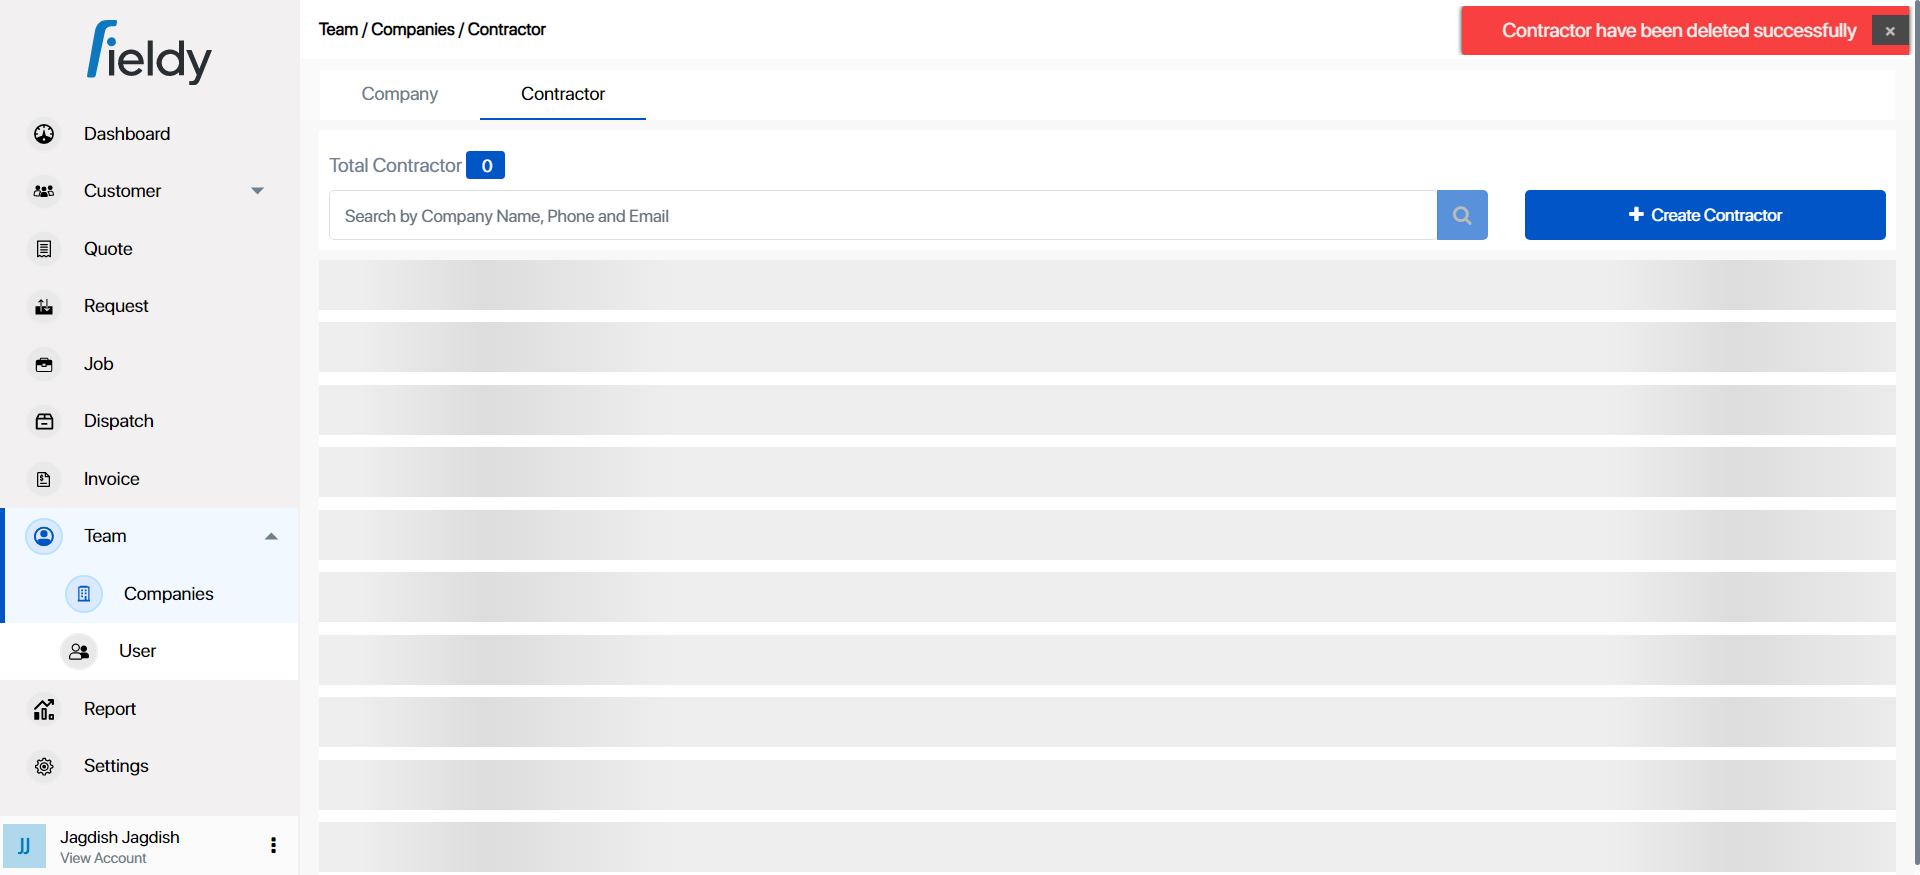 fieldy
Dashboard
Customer
Quote
Request
Job
Dispatch
Invoice
Team
Companies
User
Report
Settings
JJ
Jagdish Jagdish
View Account
Team / Companies / Contractor
Contractor have been deleted successfully
×
Company
Contractor
Total Contractor 0
Search by Company Name, Phone and Email
+ Create Contractor